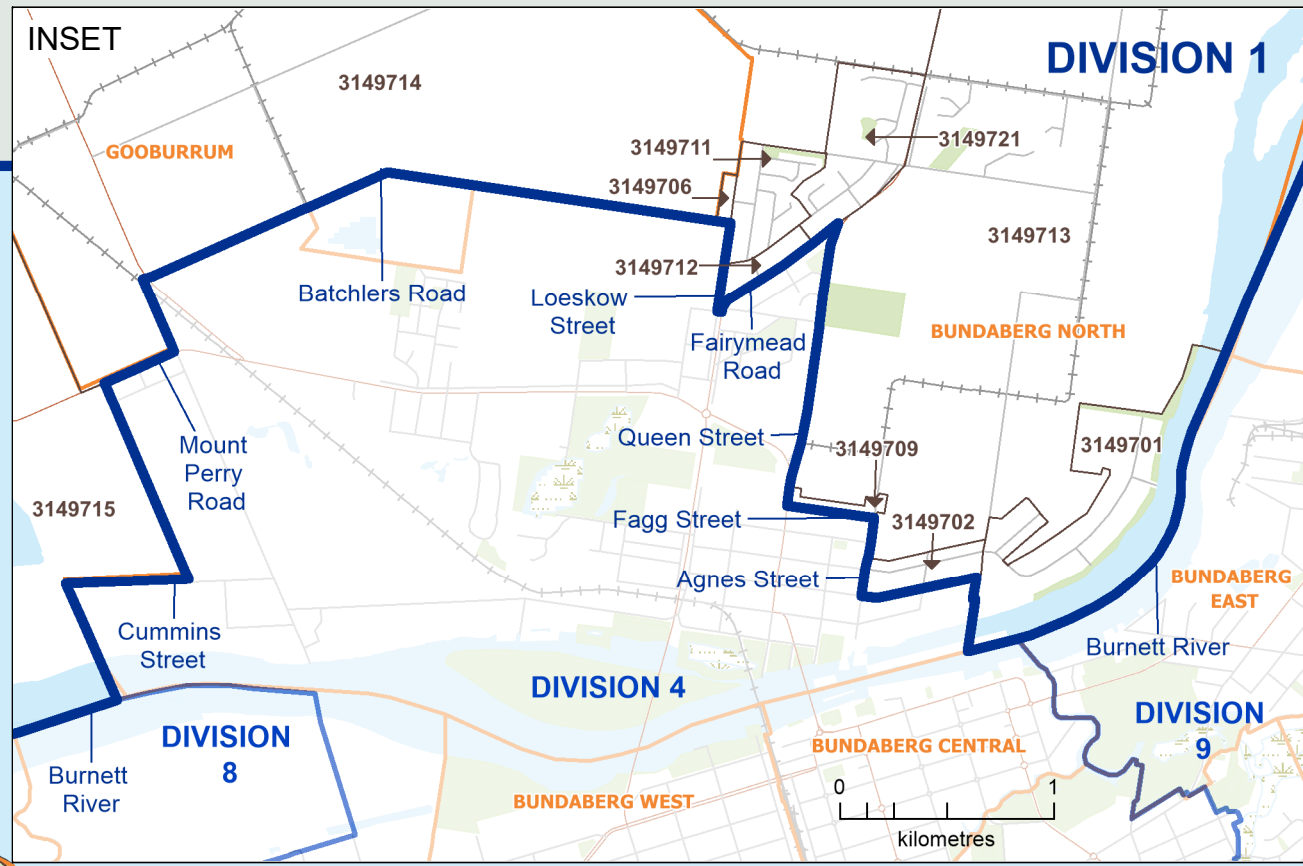 INSET
DIVISION 1
3149714
GOOBURRUM
3149711
3149721
3149706
3149713
3149712
Batchlers Road
Loeskow
Street
Fairymead
Road
BUNDABERG NORTH
Queen Street
3149709
3149701
Mount
Perry
Road
3149715
Fagg Street
3149702
Agnes Street
BUNDABERG
EAST
Cummins
Street
Burnett River
DIVISION 4
DIVISION
8
DIVISION
9
BUNDABERG CENTRAL
Burnett
River
BUNDABERG WEST
0
1
kilometres